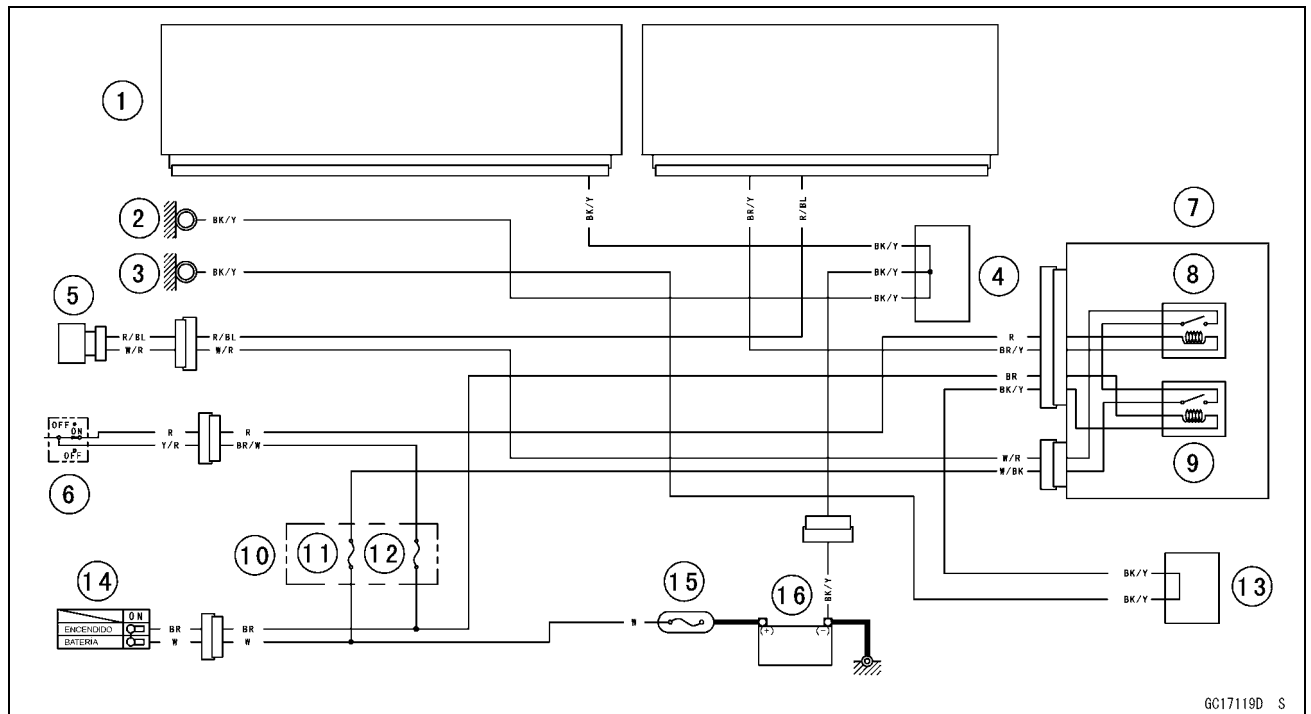 1
BK/Y
BR/Y
R/BL
2
BK/Y
7
BK/Y
3
BK/Y
BK/Y
4
8
5
BK/Y
R/BL
R/BL
R
W/R
W/R
BR/Y
BR
BK/Y
OFF
ON
R
R
Y/R
BR/W
OFF
W/R
9
W/BK
6
10
11
12
14
15
16
BK/Y
BK/Y
13
BK/Y
ON
ENCENDIDO
BR
BR
W
BATERIA
W
W
(+)
(-)
GC17119D S